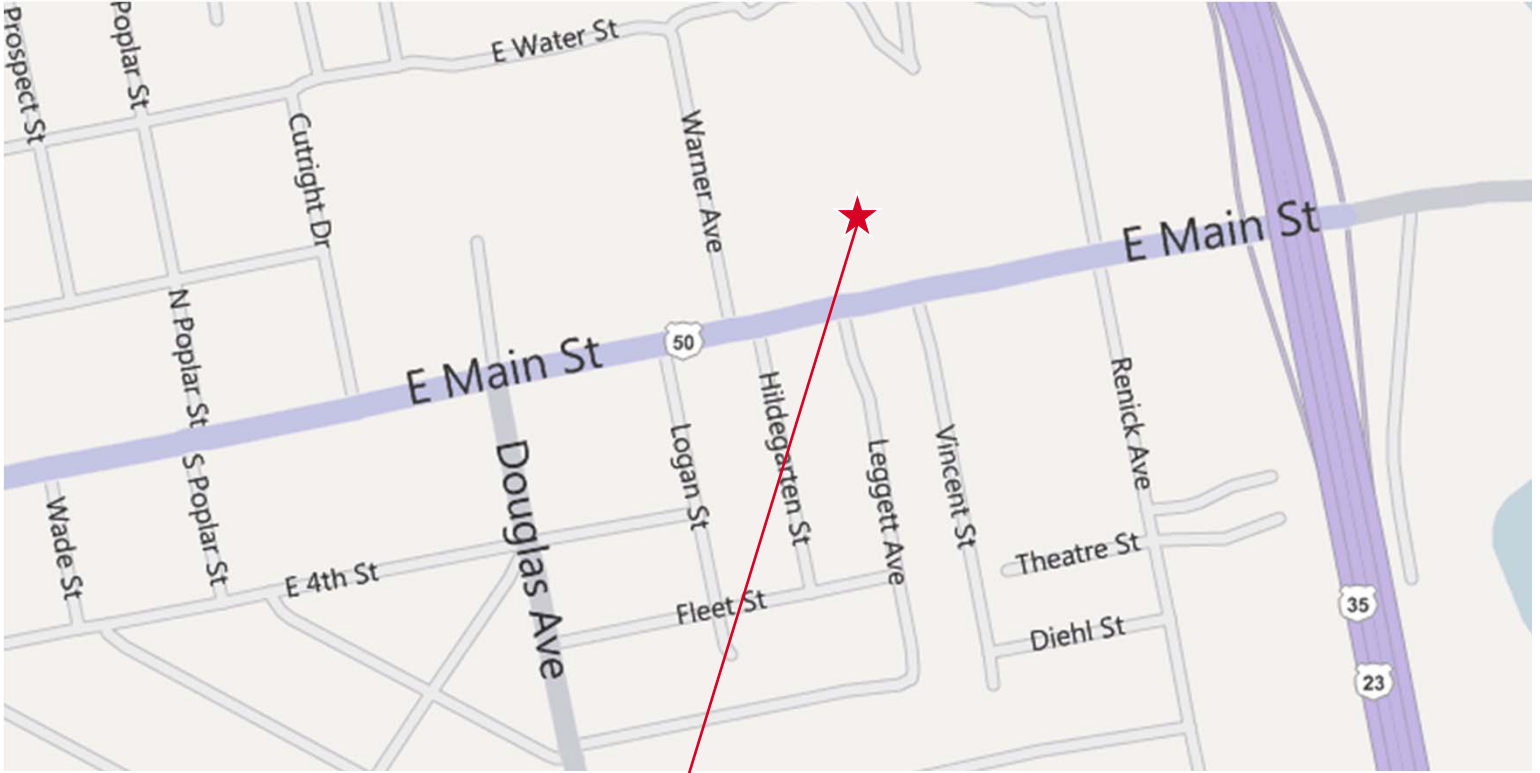 Prospect St
Poplar St
E Water St
Cutright Dr
Warner Ave
E Main St
N Poplar St
50
E Main St
Renick Ave
Hildegarten St
Logan St
Vincent St
Leggett Ave
Douglas Ave
S Poplar St
Wade St
E 4th St
Theatre St
Fleet St
Diehl St
35
23